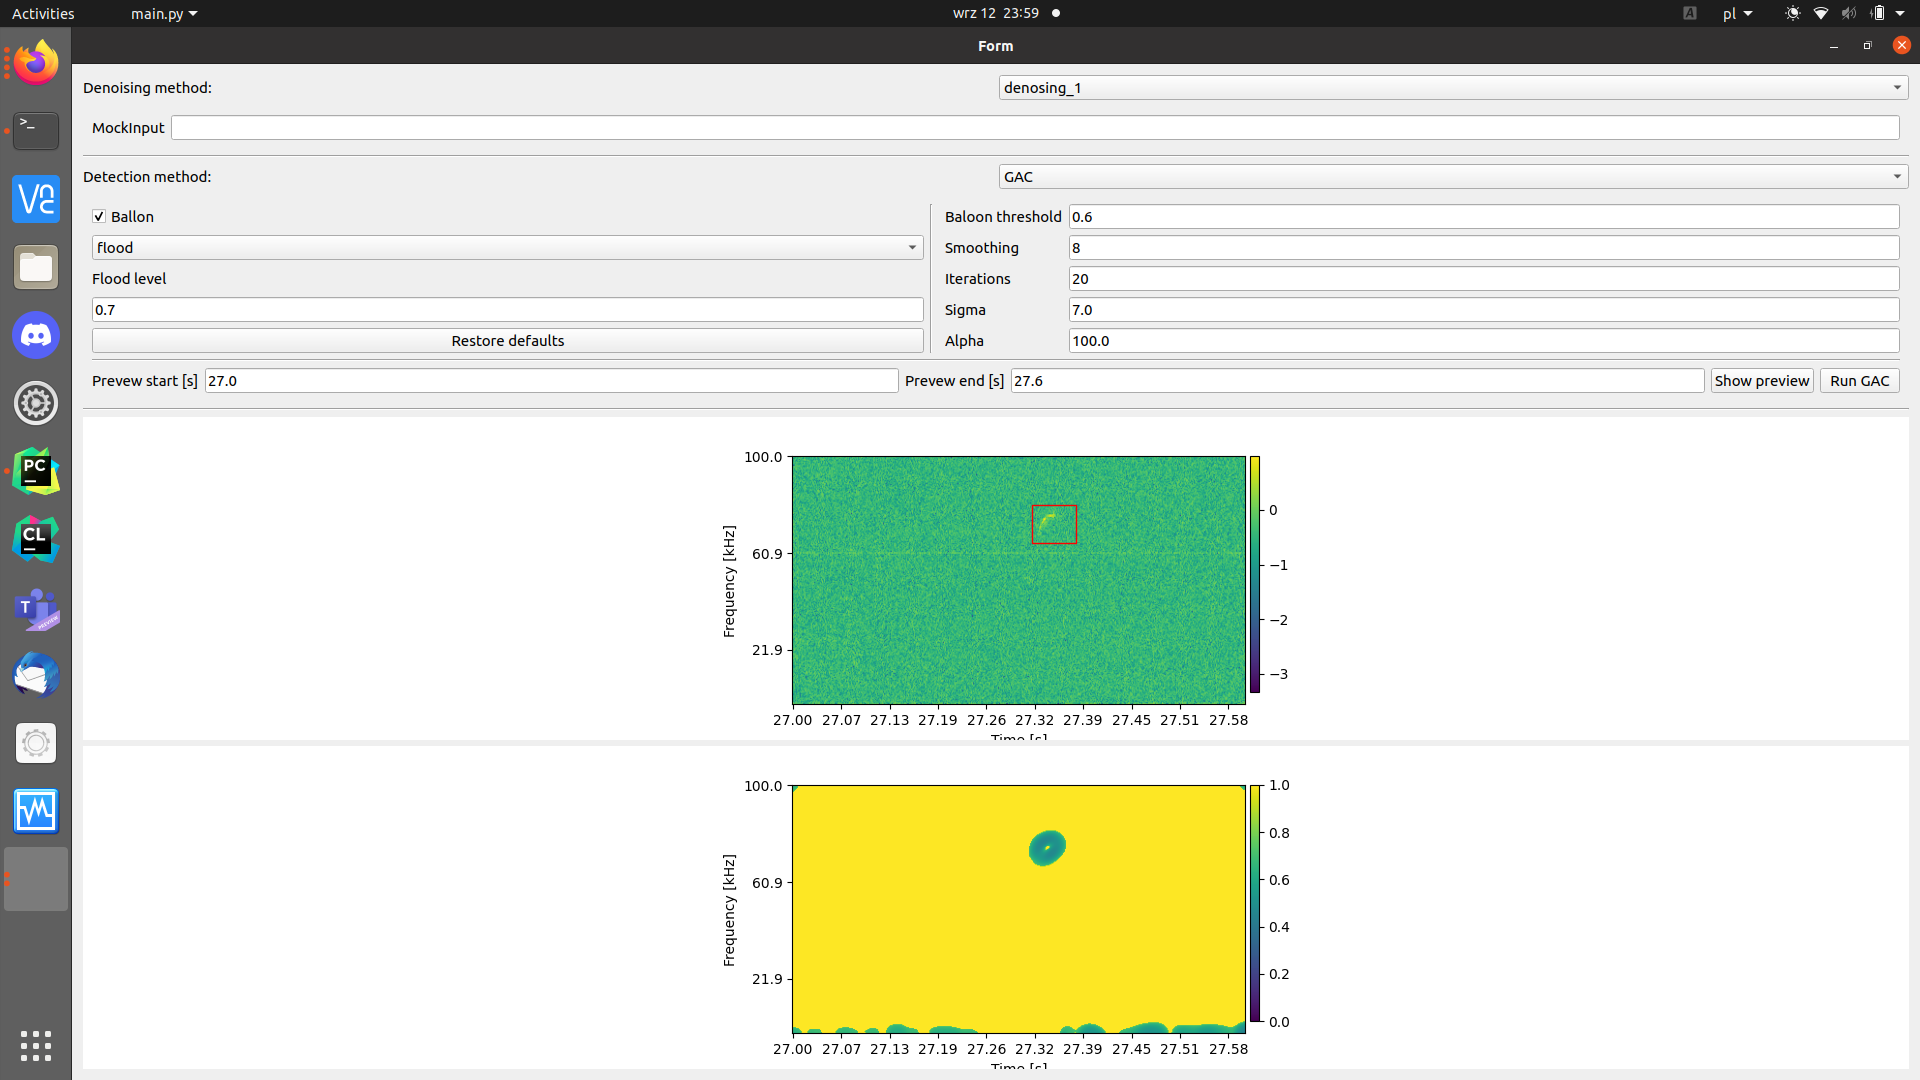 Activities main.py wrz 12 23:59 A pl
Form
Denoising method: denosing_1
MockInput
Detection method: GAC
Ballon Baloon threshold 0.6
flood Smoothing 8
Flood level Iterations 20
0.7 Sigma 7.0
Restore defaults Alpha 100.0
Prevew start [s] 27.0 Prevew end [s] 27.6 Show preview Run GAC
100.0
60.9
21.9
Frequency [kHz]
0
−1
−2
−3
27.00 27.07 27.13 27.19 27.26 27.32 27.39 27.45 27.51 27.58
Time [s]
100.0
60.9
21.9
Frequency [kHz]
1.0
0.8
0.6
0.4
0.2
0.0
27.00 27.07 27.13 27.19 27.26 27.32 27.39 27.45 27.51 27.58
Time [s]
>_
VNC
PC
CL
T
PREVIEW